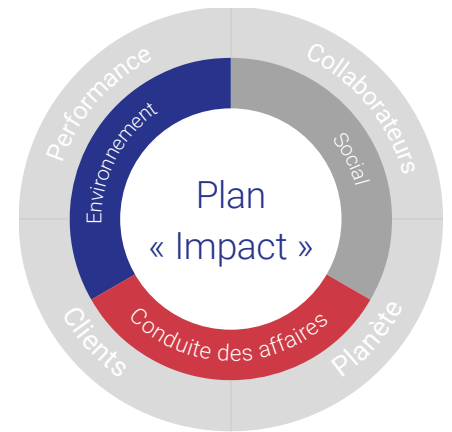 Performance
Collaborateurs
Environnement
Social
Plan
« Impact »
Conduite des affaires
Clients
Planète